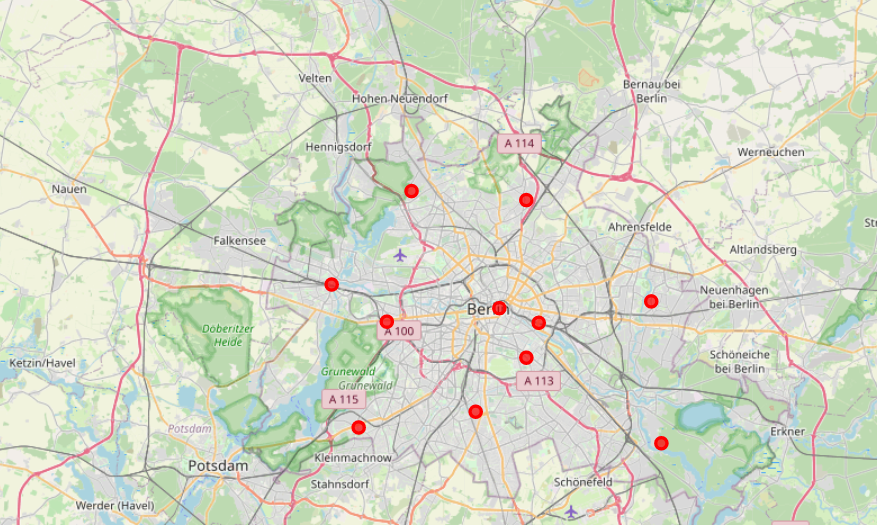 Velten
Hohen Neuendorf
Bernau bei
Berlin
A 114
Hennigsdorf
Werneuchen
Nauen
Ahrensfelde
Falkensee
Altlandsberg
Neuenhagen
bei Berlin
Döberitzer
Heide
A 100
Ketzin/Havel
Schöneiche
bei Berlin
Grunewald
Grunewald
A 113
A 115
Potsdam
Erkner
Potsdam
Kleinmachnow
Stahnsdorf
Schönefeld
Werder (Havel)